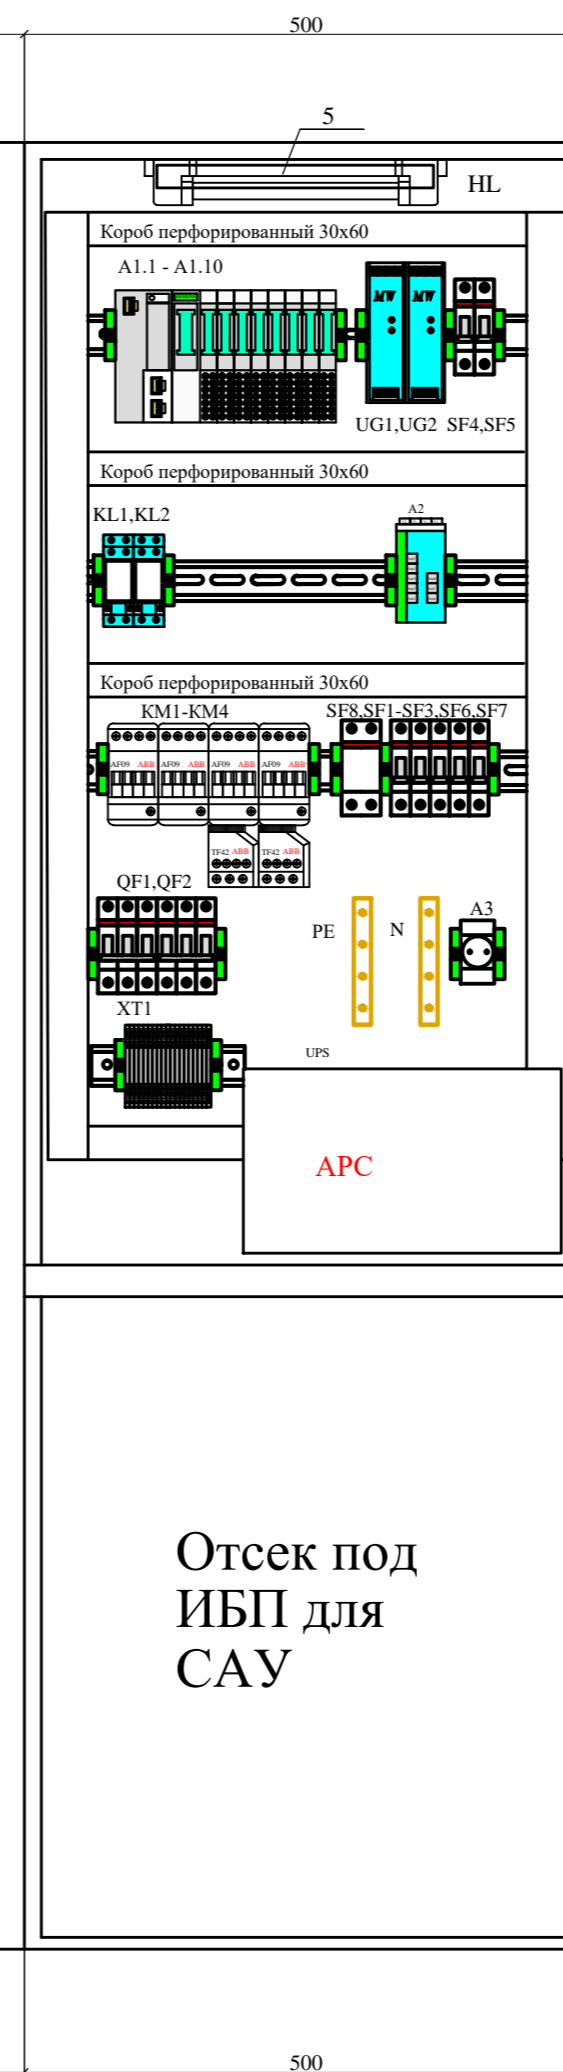 500
5
HL
Короб перфорированный 30x60
A1.1 - A1.10
MW MW
UG1,UG2 SF4,SF5
Короб перфорированный 30x60
KL1,KL2
A2
Короб перфорированный 30x60
KM1-KM4
SF8,SF1-SF3,SF6,SF7
AF09 ABB AF09 ABB AF09 ABB AF09 ABB
TF42 ABB TF42 ABB
QF1,QF2
PE N A3
XT1
UPS
APC
Отсек под
ИБП для
САУ
500